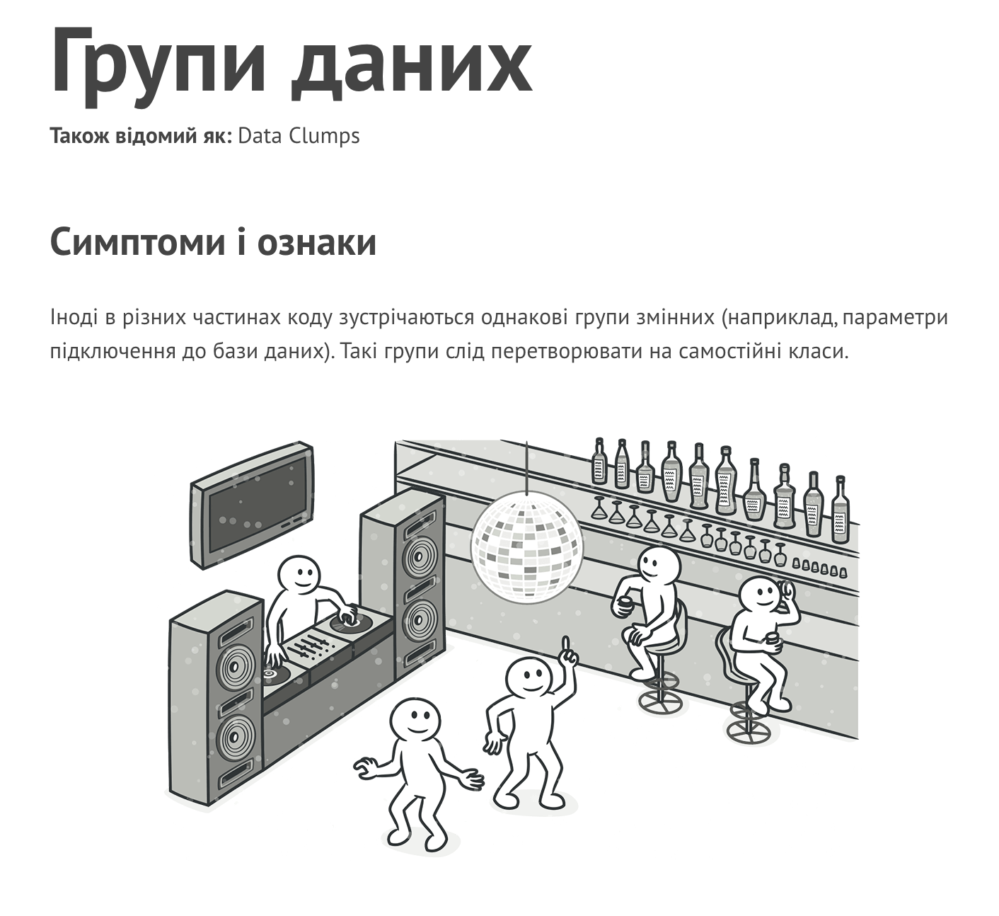 Групи даних
Також відомий як: Data Clumps
Симптоми і ознаки
Іноді в різних частинах коду зустрічаються однакові групи змінних (наприклад, параметри
підключення до бази даних). Такі групи слід перетворювати на самостійні класи.